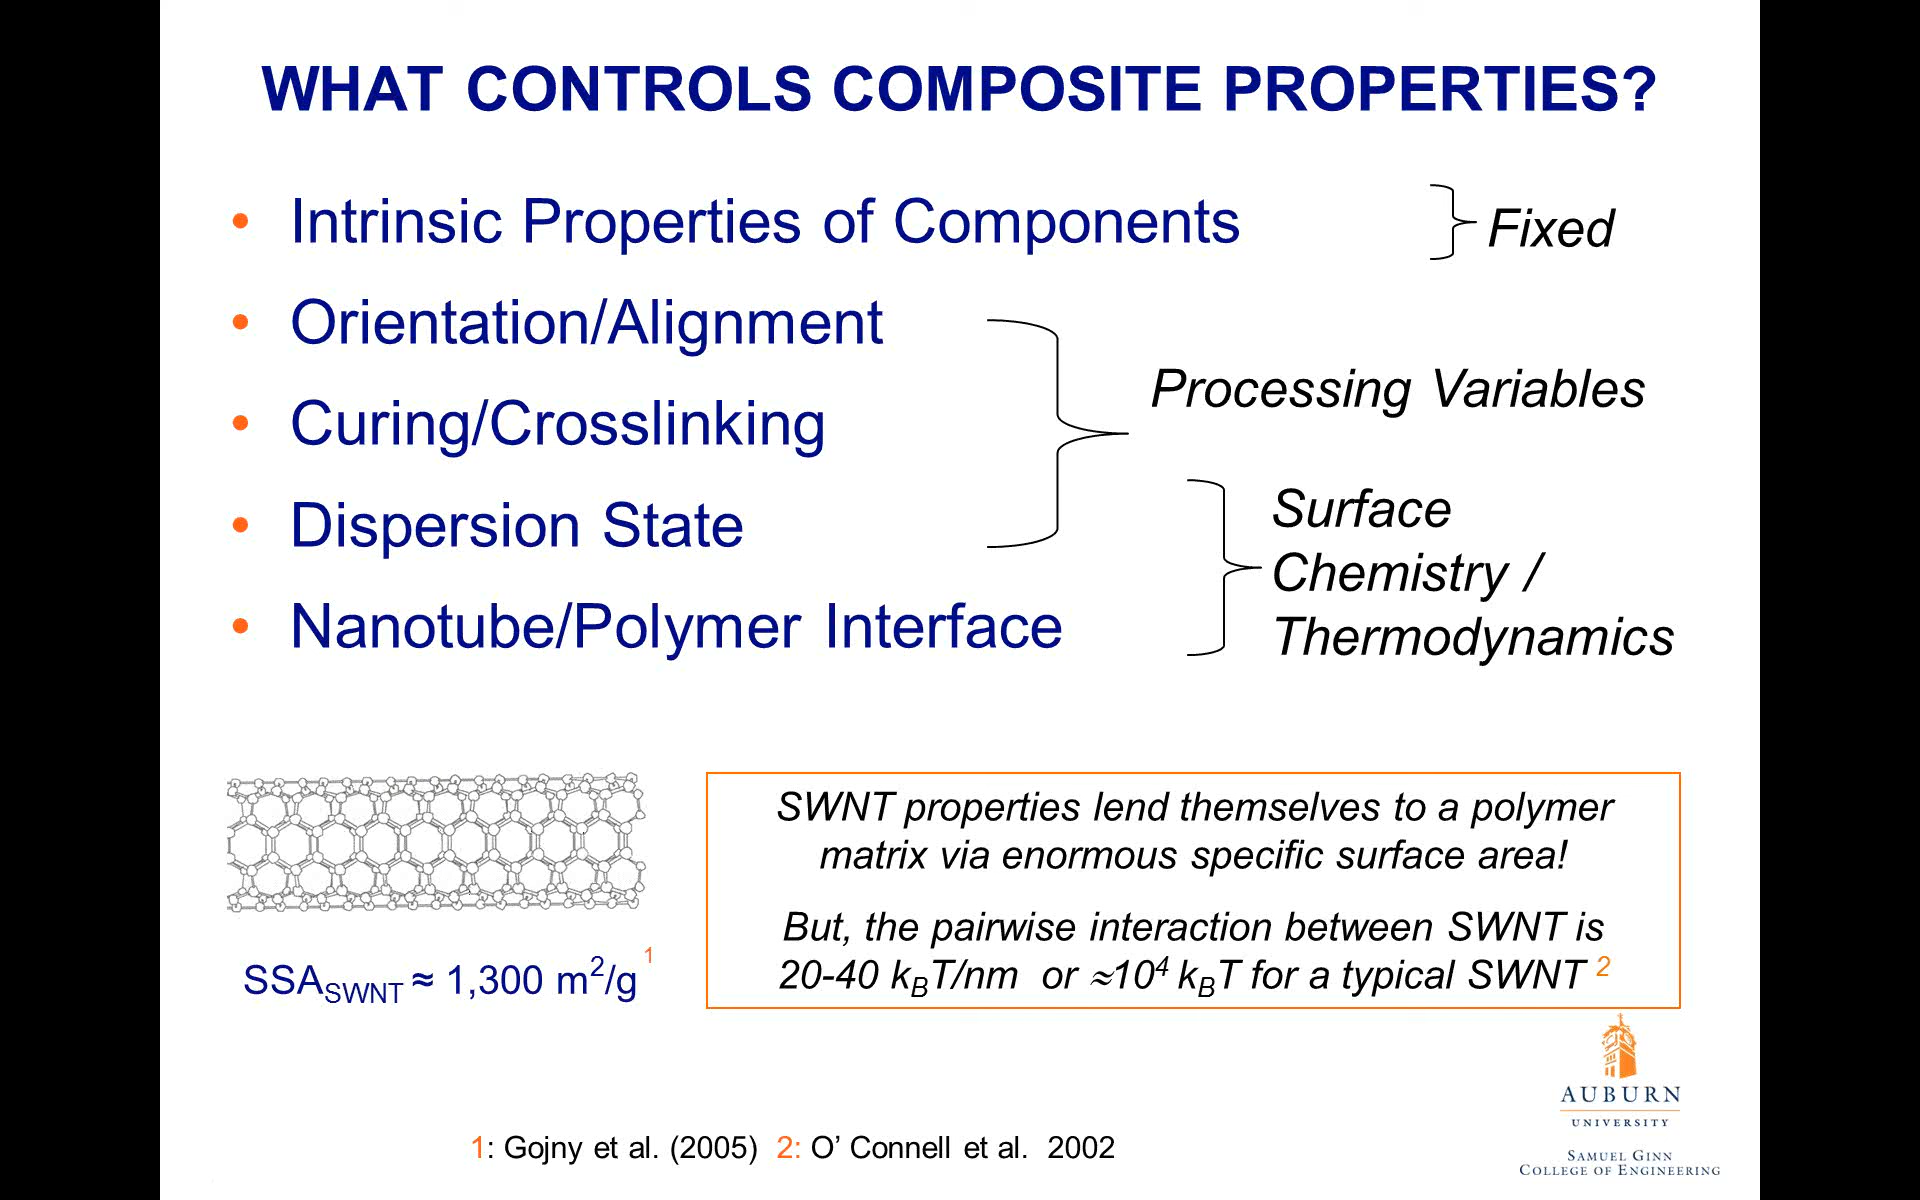 WHAT CONTROLS COMPOSITE PROPERTIES?
• Intrinsic Properties of Components
Fixed
• Orientation/Alignment
• Curing/Crosslinking
• Dispersion State
• Nanotube/Polymer Interface
Processing Variables
Surface
Chemistry /
Thermodynamics
SSA_SWNT ≈ 1,300 m²/g ¹
SWNT properties lend themselves to a polymer
matrix via enormous specific surface area!
But, the pairwise interaction between SWNT is
20-40 k_BT/nm or ≈10⁴ k_BT for a typical SWNT ²
AUBURN
UNIVERSITY
SAMUEL GINN
COLLEGE OF ENGINEERING
1: Gojny et al. (2005) 2: O’ Connell et al. 2002